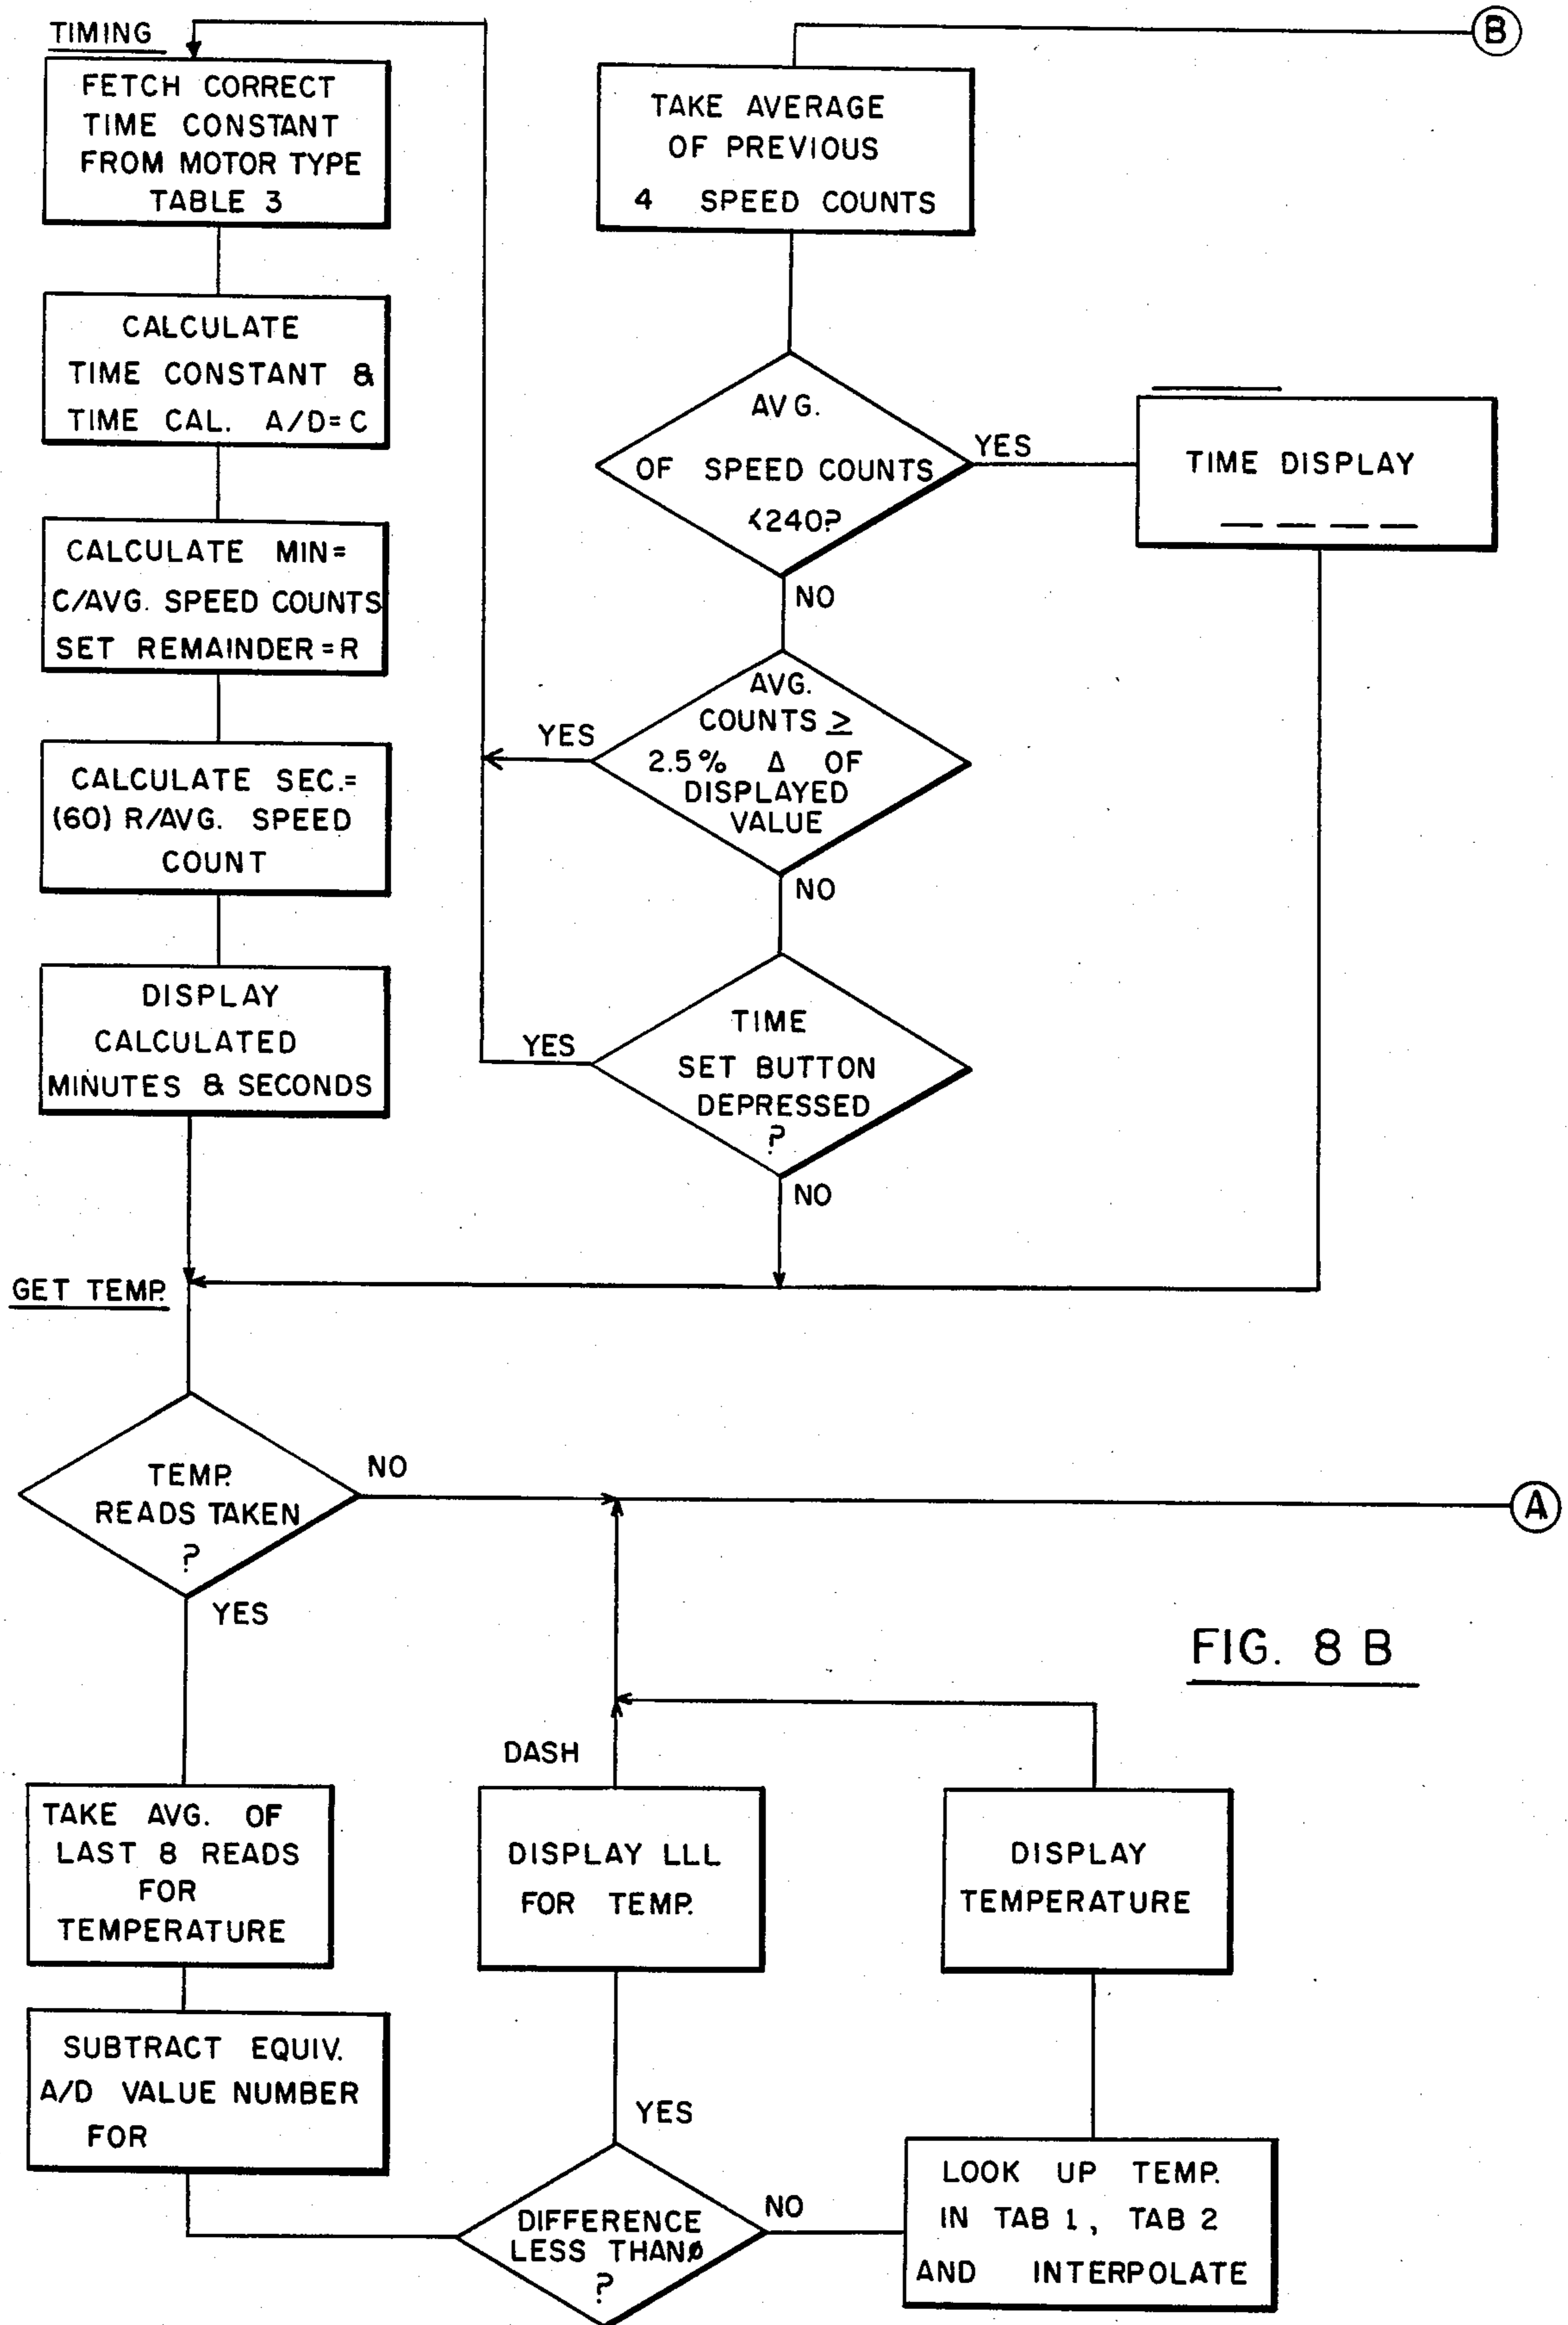 TIMING
FETCH CORRECT
TIME CONSTANT
FROM MOTOR TYPE
TABLE 3
CALCULATE
TIME CONSTANT &
TIME CAL. A/D=C
CALCULATE MIN=
C/AVG. SPEED COUNTS
SET REMAINDER=R
CALCULATE SEC.=
(60) R/AVG. SPEED
COUNT
DISPLAY
CALCULATED
MINUTES & SECONDS
B
TAKE AVERAGE
OF PREVIOUS
4 SPEED COUNTS
AVG.
OF SPEED COUNTS
<240?
YES
TIME DISPLAY
_ _ _ _
NO
AVG.
COUNTS ≥
2.5% Δ OF
DISPLAYED
VALUE
YES
NO
TIME
SET BUTTON
DEPRESSED
?
YES
NO
GET TEMP.
TEMP.
READS TAKEN
?
NO
A
YES
FIG. 8 B
TAKE AVG. OF
LAST 8 READS
FOR
TEMPERATURE
SUBTRACT EQUIV.
A/D VALUE NUMBER
FOR
DASH
DISPLAY LLL
FOR TEMP.
DISPLAY
TEMPERATURE
YES
DIFFERENCE
LESS THANØ
?
NO
LOOK UP TEMP.
IN TAB 1, TAB 2
AND INTERPOLATE